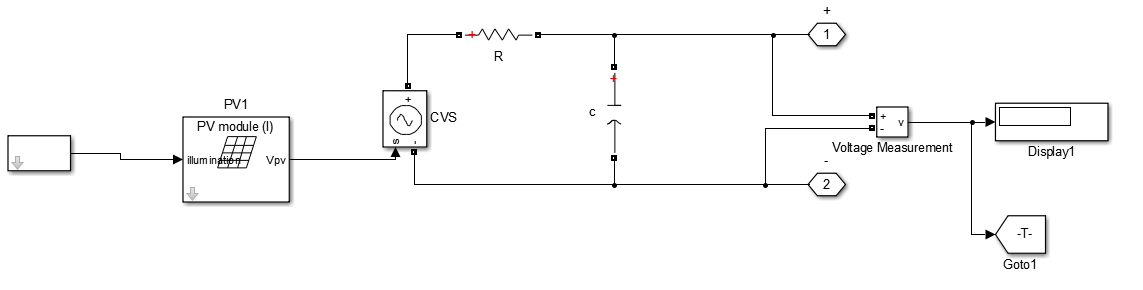 +
1
R
PV1
PV module (I)
illumination
Vpv
+
CVS
s
-
c
+
-
v
Voltage Measurement
Display1
-
2
-T-
Goto1